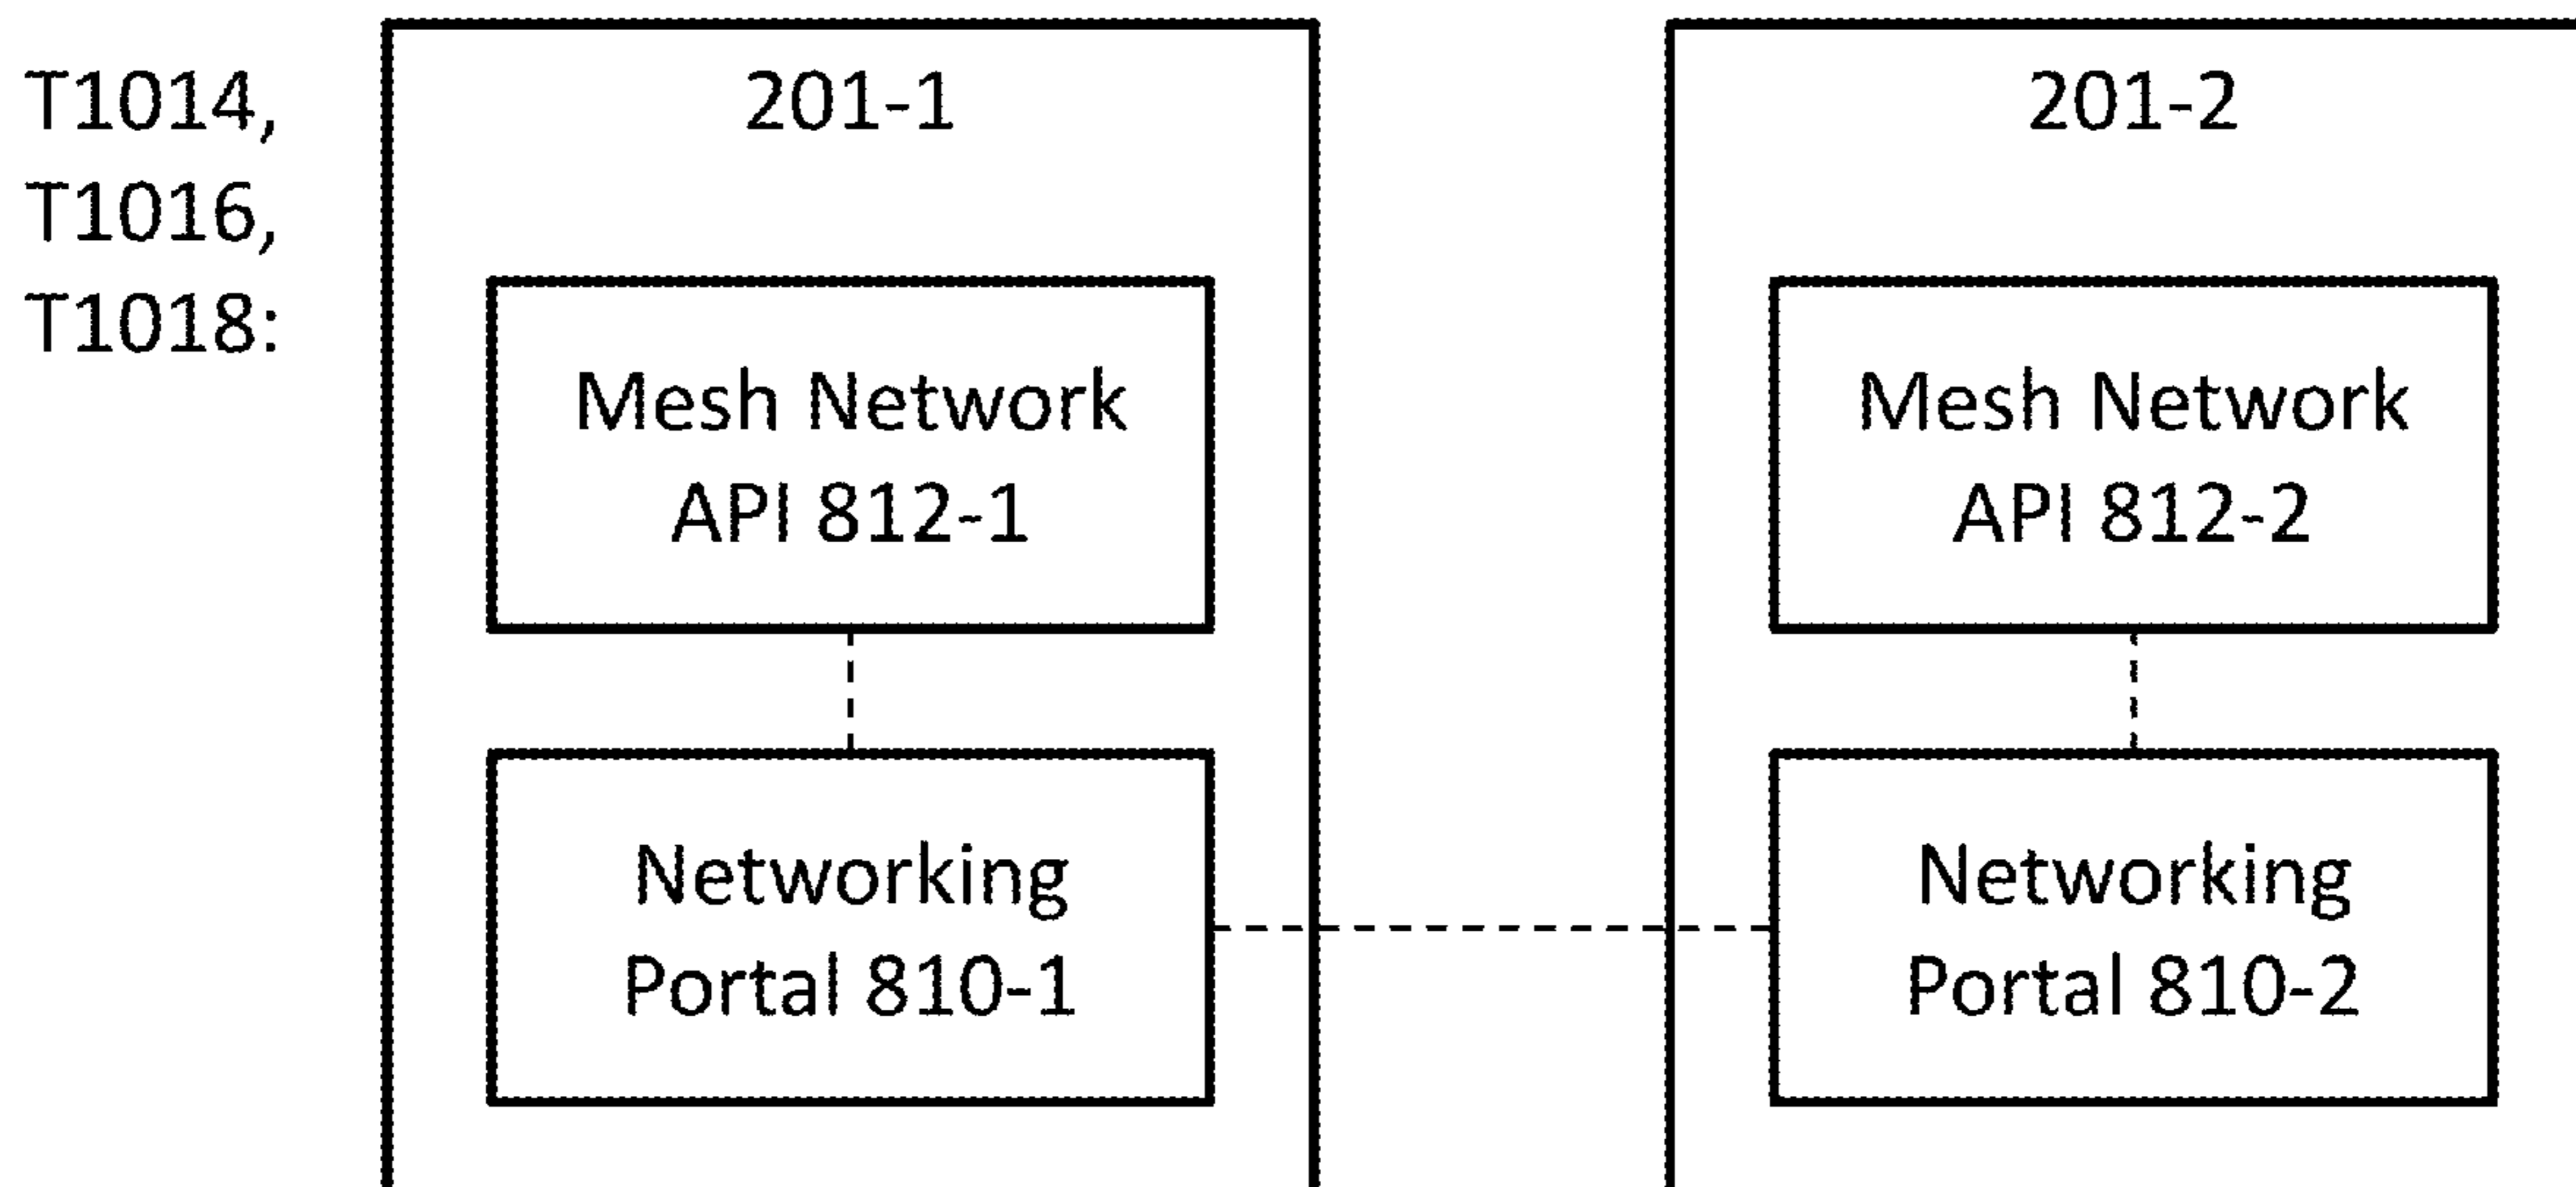 T1014,
T1016,
T1018:
201-1
Mesh Network
API 812-1
Networking
Portal 810-1
201-2
Mesh Network
API 812-2
Networking
Portal 810-2